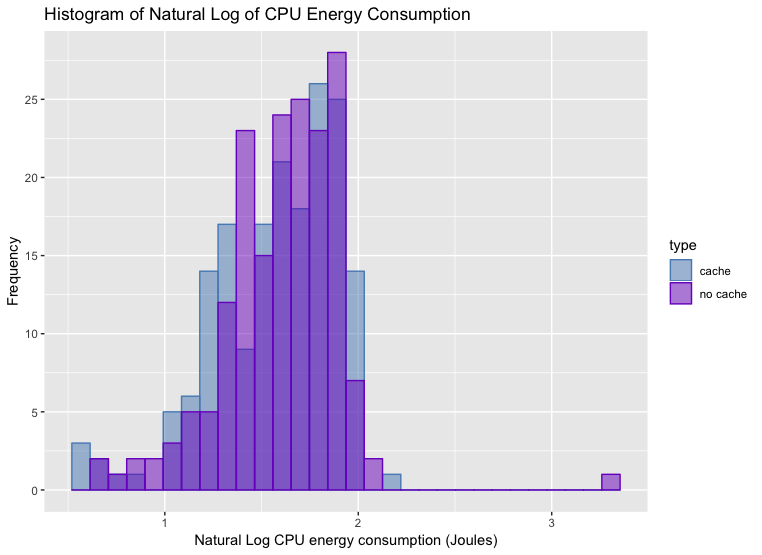 Histogram of Natural Log of CPU Energy Consumption
25
20
15
10
5
0
Frequency
1
2
3
Natural Log CPU energy consumption (Joules)
type
cache
no cache